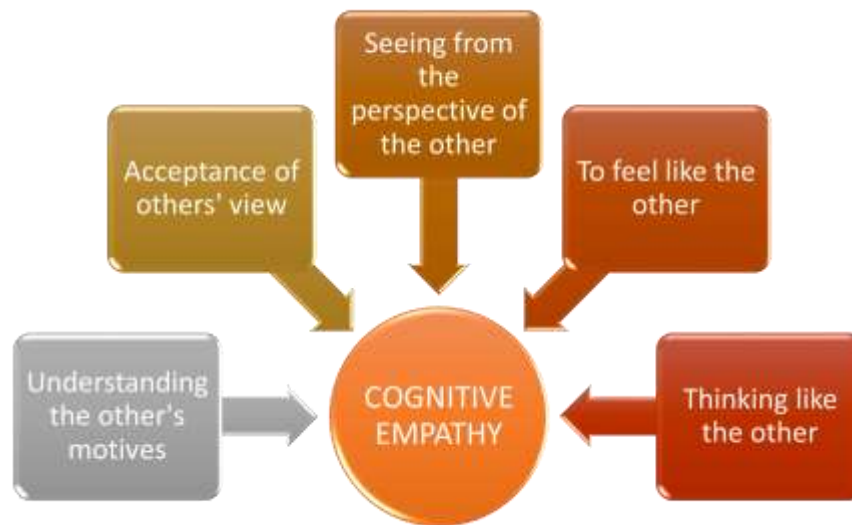 Seeing from
the
perspective of
the other
Acceptance of
others' view
To feel like the
other
Understanding
the other's
motives
COGNITIVE
EMPATHY
Thinking like
the other